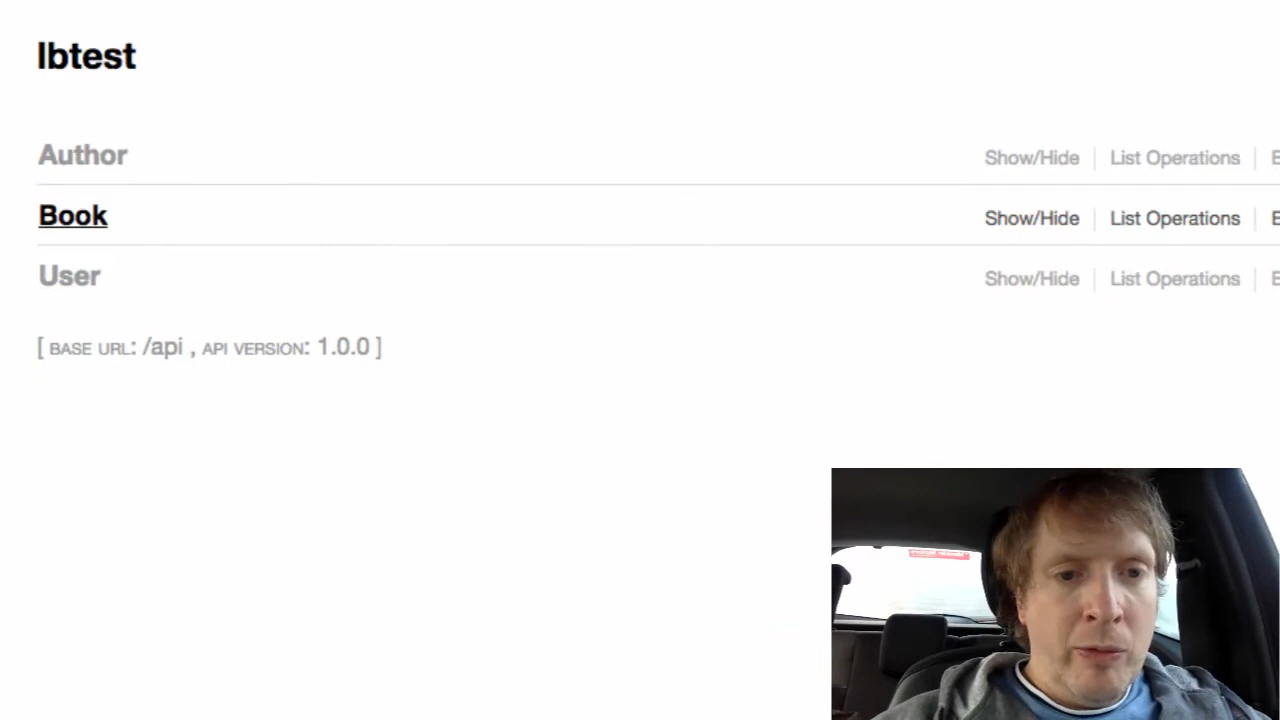 lbtest
Author Show/Hide List Operations
Book Show/Hide List Operations
User Show/Hide List Operations
[ BASE URL: /api , API VERSION: 1.0.0 ]